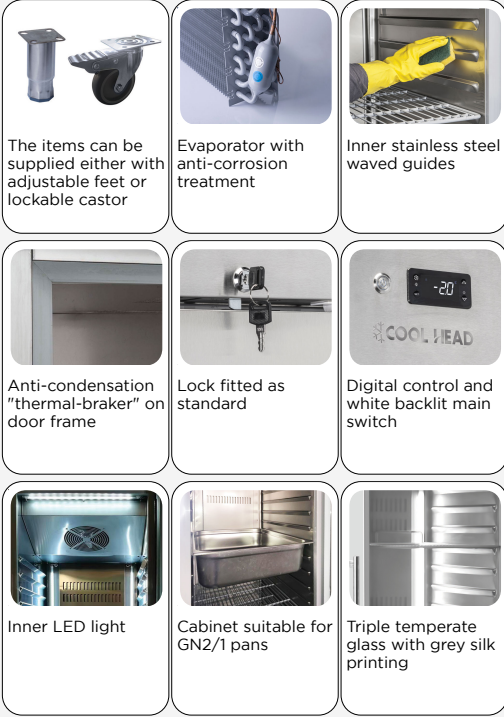 The items can be
supplied either with
adjustable feet or
lockable castor
Evaporator with
anti-corrosion
treatment
Inner stainless steel
waved guides
-2.0
COOL HEAD
Anti-condensation
"thermal-braker" on
door frame
Lock fitted as
standard
Digital control and
white backlit main
switch
Inner LED light
Cabinet suitable for
GN2/1 pans
Triple temperate
glass with grey silk
printing